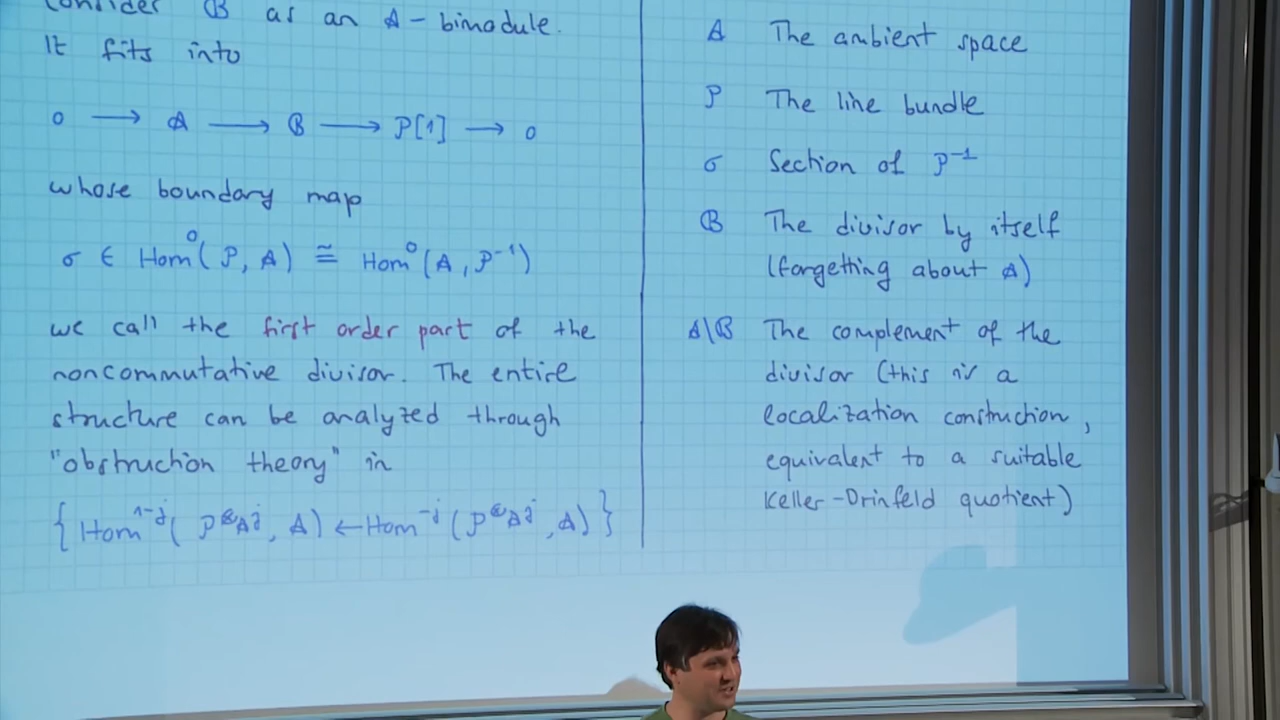 consider B as an A - bimodule.
It fits into
0 → A → B → P[1] → 0
whose boundary map
σ ∈ Hom⁰(P, A) ≅ Hom⁰(A, P⁻¹)
we call the first order part of the
noncommutative divisor. The entire
structure can be analyzed through
"obstruction theory" in
{ Hom¹⁻ʲ( P^{⊗_A j}, A) ← Hom⁻ʲ (P^{⊗_A j}, A) }
A The ambient space
P The line bundle
σ Section of P⁻¹
B The divisor by itself
(forgetting about A)
A\B The complement of the
divisor (this is a
localization construction,
equivalent to a suitable
Keller-Drinfeld quotient)